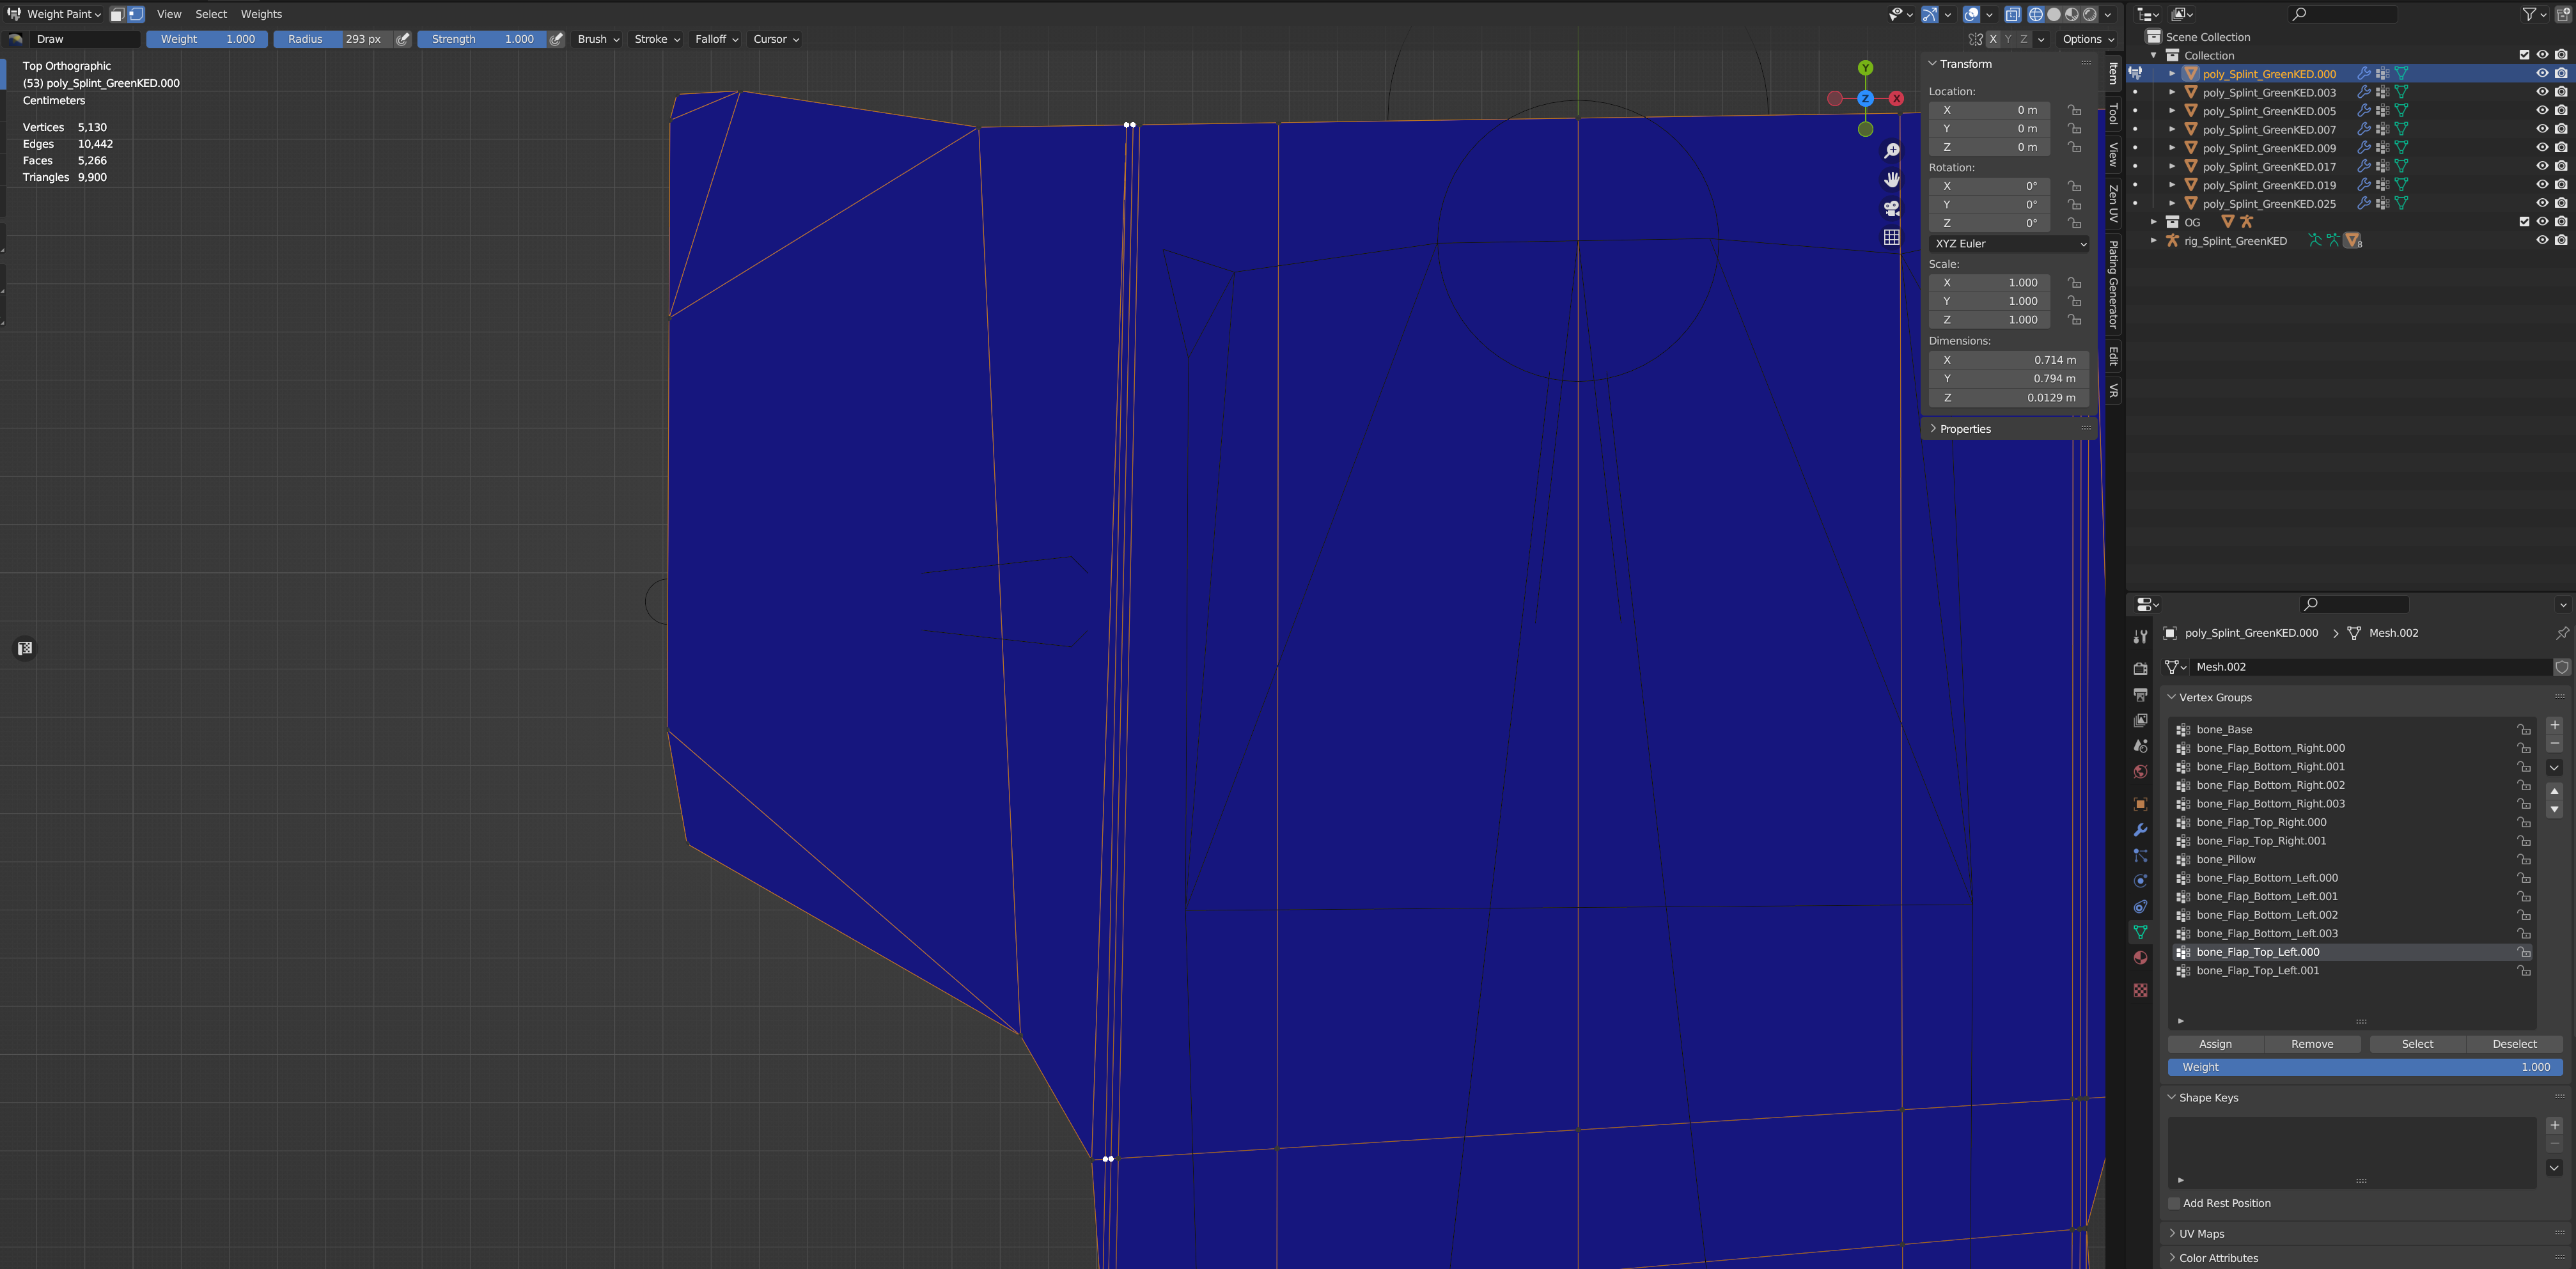 Weight Paint View Select Weights
Draw Weight 1.000 Radius 293 px Strength 1.000 Brush Stroke Falloff Cursor X Y Z Options
Top Orthographic
(53) poly_Splint_GreenKED.000
Centimeters
Vertices 5,130
Edges 10,442
Faces 5,266
Triangles 9,900
Y
Z
X
Transform
Location:
X 0 m
Y 0 m
Z 0 m
Rotation:
X 0°
Y 0°
Z 0°
XYZ Euler
Scale:
X 1.000
Y 1.000
Z 1.000
Dimensions:
X 0.714 m
Y 0.794 m
Z 0.0129 m
Properties
Item
Tool
View
Zen UV
Plating Generator
Edit
VR
Scene Collection
Collection
poly_Splint_GreenKED.000
poly_Splint_GreenKED.003
poly_Splint_GreenKED.005
poly_Splint_GreenKED.007
poly_Splint_GreenKED.009
poly_Splint_GreenKED.017
poly_Splint_GreenKED.019
poly_Splint_GreenKED.025
OG
rig_Splint_GreenKED 8
poly_Splint_GreenKED.000 Mesh.002
Mesh.002
Vertex Groups
bone_Base
bone_Flap_Bottom_Right.000
bone_Flap_Bottom_Right.001
bone_Flap_Bottom_Right.002
bone_Flap_Bottom_Right.003
bone_Flap_Top_Right.000
bone_Flap_Top_Right.001
bone_Pillow
bone_Flap_Bottom_Left.000
bone_Flap_Bottom_Left.001
bone_Flap_Bottom_Left.002
bone_Flap_Bottom_Left.003
bone_Flap_Top_Left.000
bone_Flap_Top_Left.001
Assign Remove Select Deselect
Weight 1.000
Shape Keys
Add Rest Position
UV Maps
Color Attributes